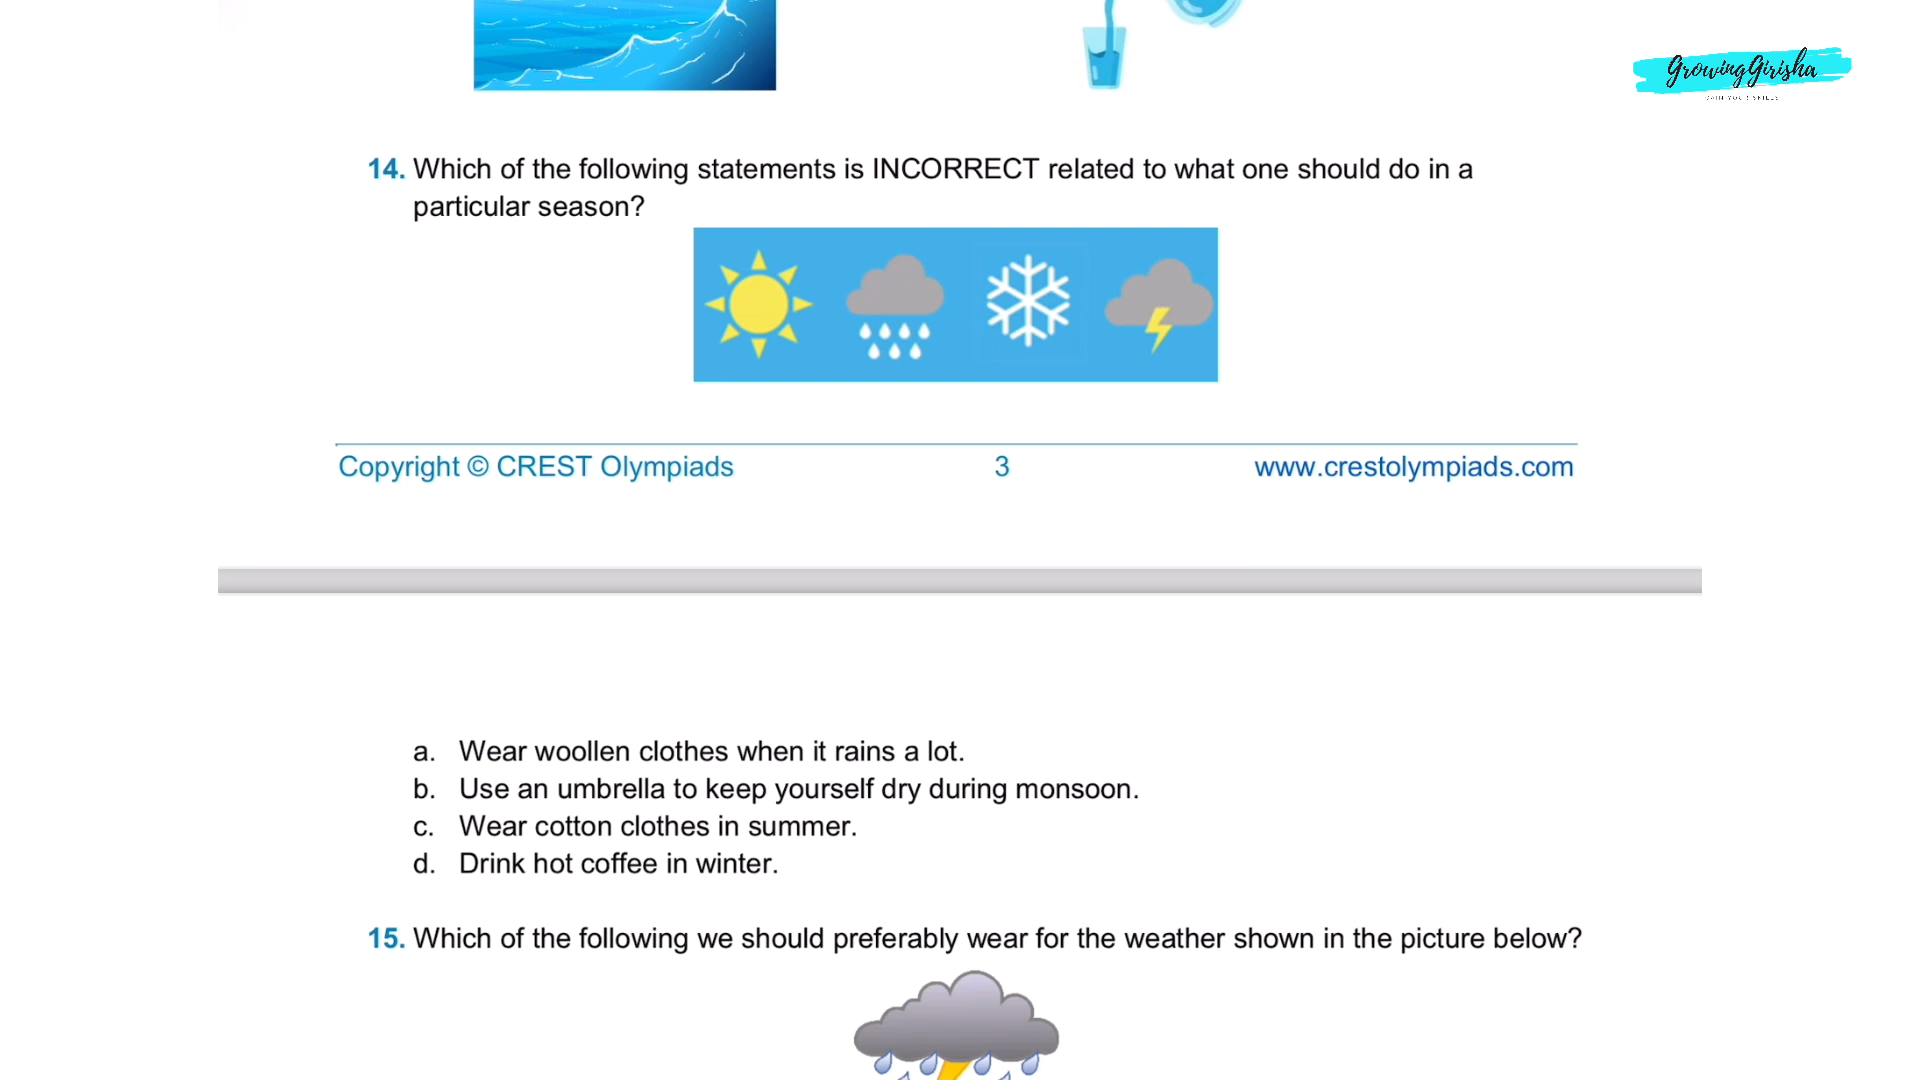 GrowingGirisha
14. Which of the following statements is INCORRECT related to what one should do in a
particular season?
Copyright © CREST Olympiads 3 www.crestolympiads.com
a. Wear woollen clothes when it rains a lot.
b. Use an umbrella to keep yourself dry during monsoon.
c. Wear cotton clothes in summer.
d. Drink hot coffee in winter.
15. Which of the following we should preferably wear for the weather shown in the picture below?